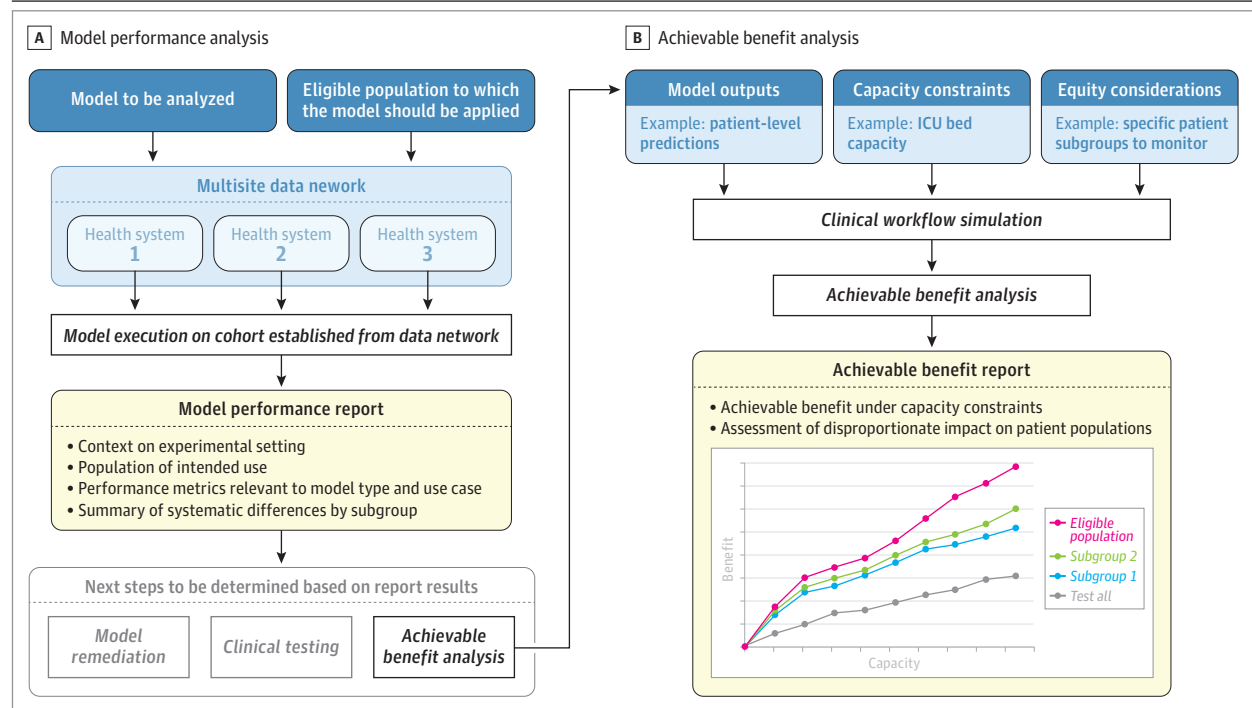 A Model performance analysis
Model to be analyzed
Eligible population to which
the model should be applied
Multisite data nework
Health system
1
Health system
2
Health system
3
Model execution on cohort established from data network
Model performance report
• Context on experimental setting
• Population of intended use
• Performance metrics relevant to model type and use case
• Summary of systematic differences by subgroup
Next steps to be determined based on report results
Model
remediation
Clinical testing
Achievable
benefit analysis
B Achievable benefit analysis
Model outputs
Example: patient-level
predictions
Capacity constraints
Example: ICU bed
capacity
Equity considerations
Example: specific patient
subgroups to monitor
Clinical workflow simulation
Achievable benefit analysis
Achievable benefit report
• Achievable benefit under capacity constraints
• Assessment of disproportionate impact on patient populations
Benefit
Capacity
Eligible
population
Subgroup 2
Subgroup 1
Test all